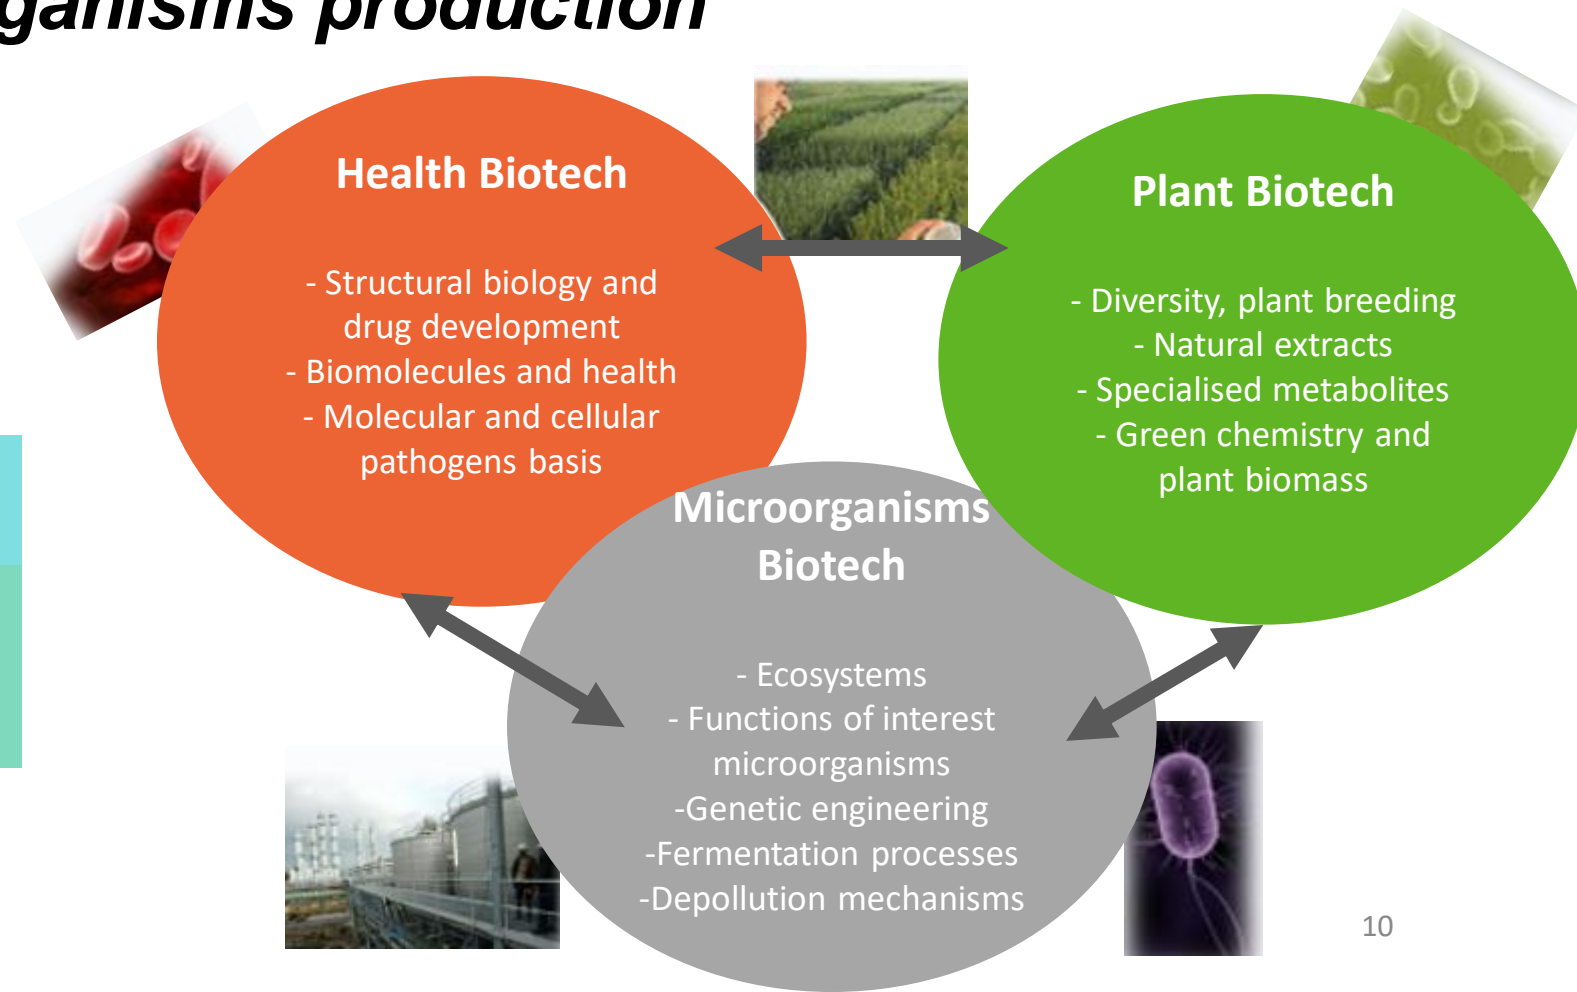 ganisms production
Health Biotech
- Structural biology and
drug development
- Biomolecules and health
- Molecular and cellular
pathogens basis
Plant Biotech
- Diversity, plant breeding
- Natural extracts
- Specialised metabolites
- Green chemistry and
plant biomass
Microorganisms
Biotech
- Ecosystems
- Functions of interest
microorganisms
-Genetic engineering
-Fermentation processes
-Depollution mechanisms
10